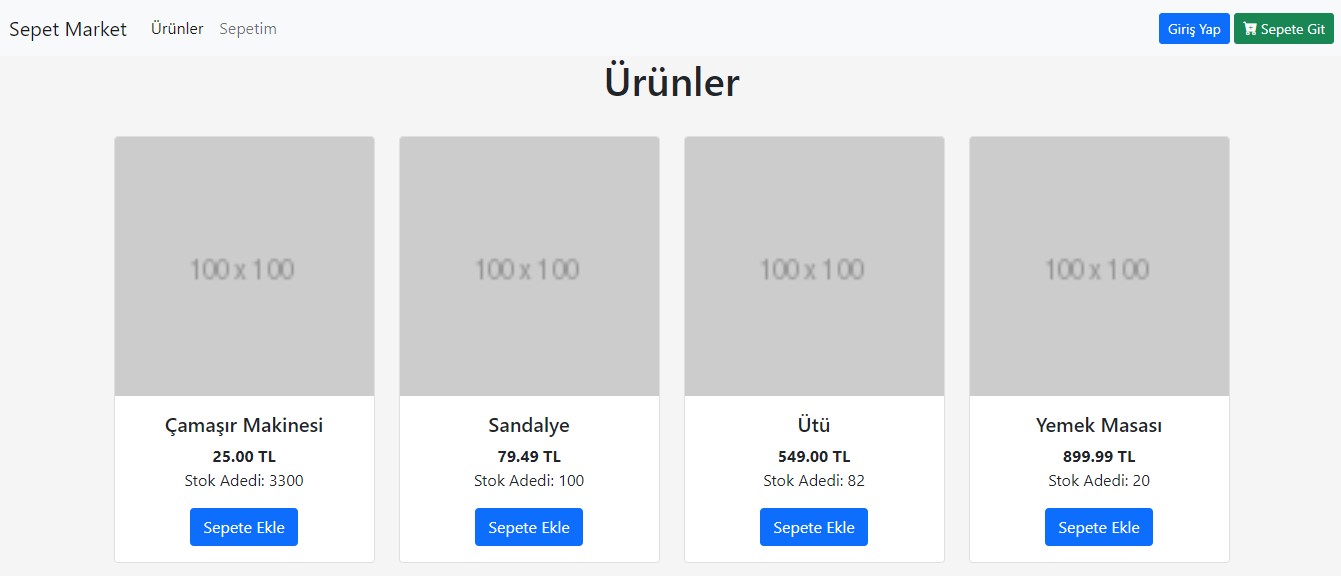 Sepet Market Ürünler Sepetim Giriş Yap Sepete Git
Ürünler
100 x 100 100 x 100 100 x 100 100 x 100
Çamaşır Makinesi
25.00 TL
Stok Adedi: 3300
Sepete Ekle
Sandalye
79.49 TL
Stok Adedi: 100
Sepete Ekle
Ütü
549.00 TL
Stok Adedi: 82
Sepete Ekle
Yemek Masası
899.99 TL
Stok Adedi: 20
Sepete Ekle